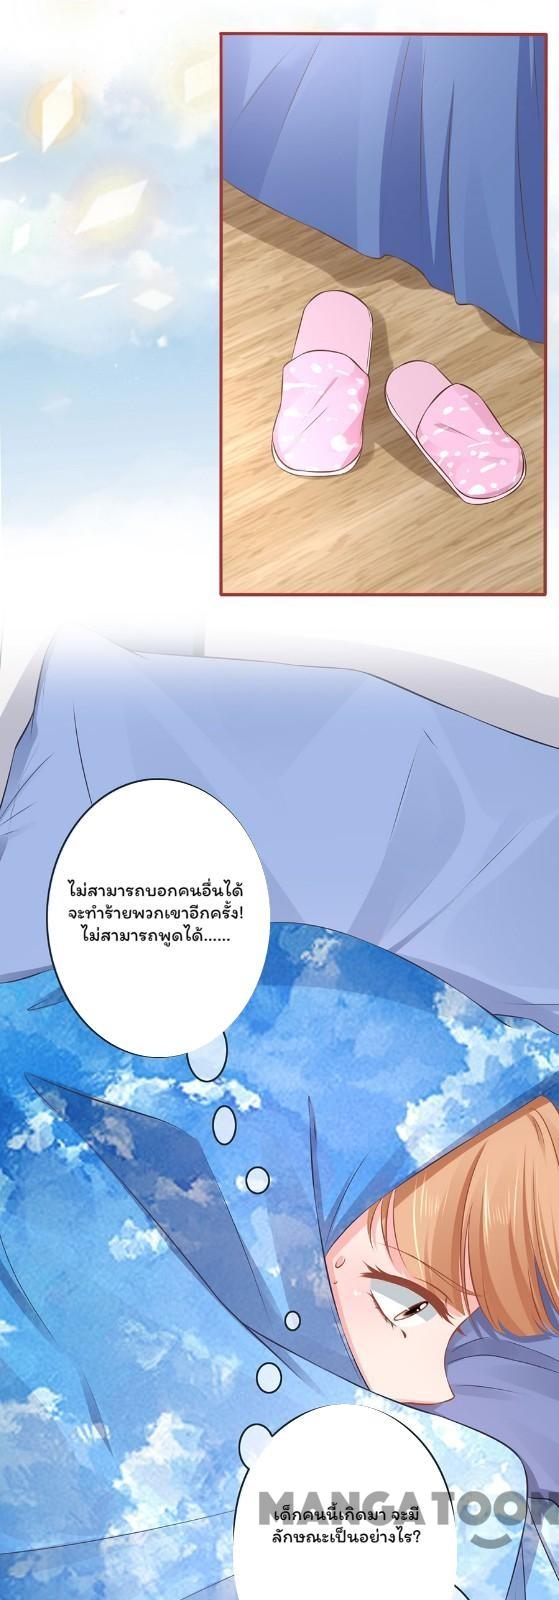 ไม่สามารถบอกคนอื่นได้
จะทำร้ายพวกเขาอีกครั้ง!
ไม่สามารถพูดได้......
MANGATOON
เด็กคนนี้เกิดมา จะมี
ลักษณะเป็นอย่างไร?